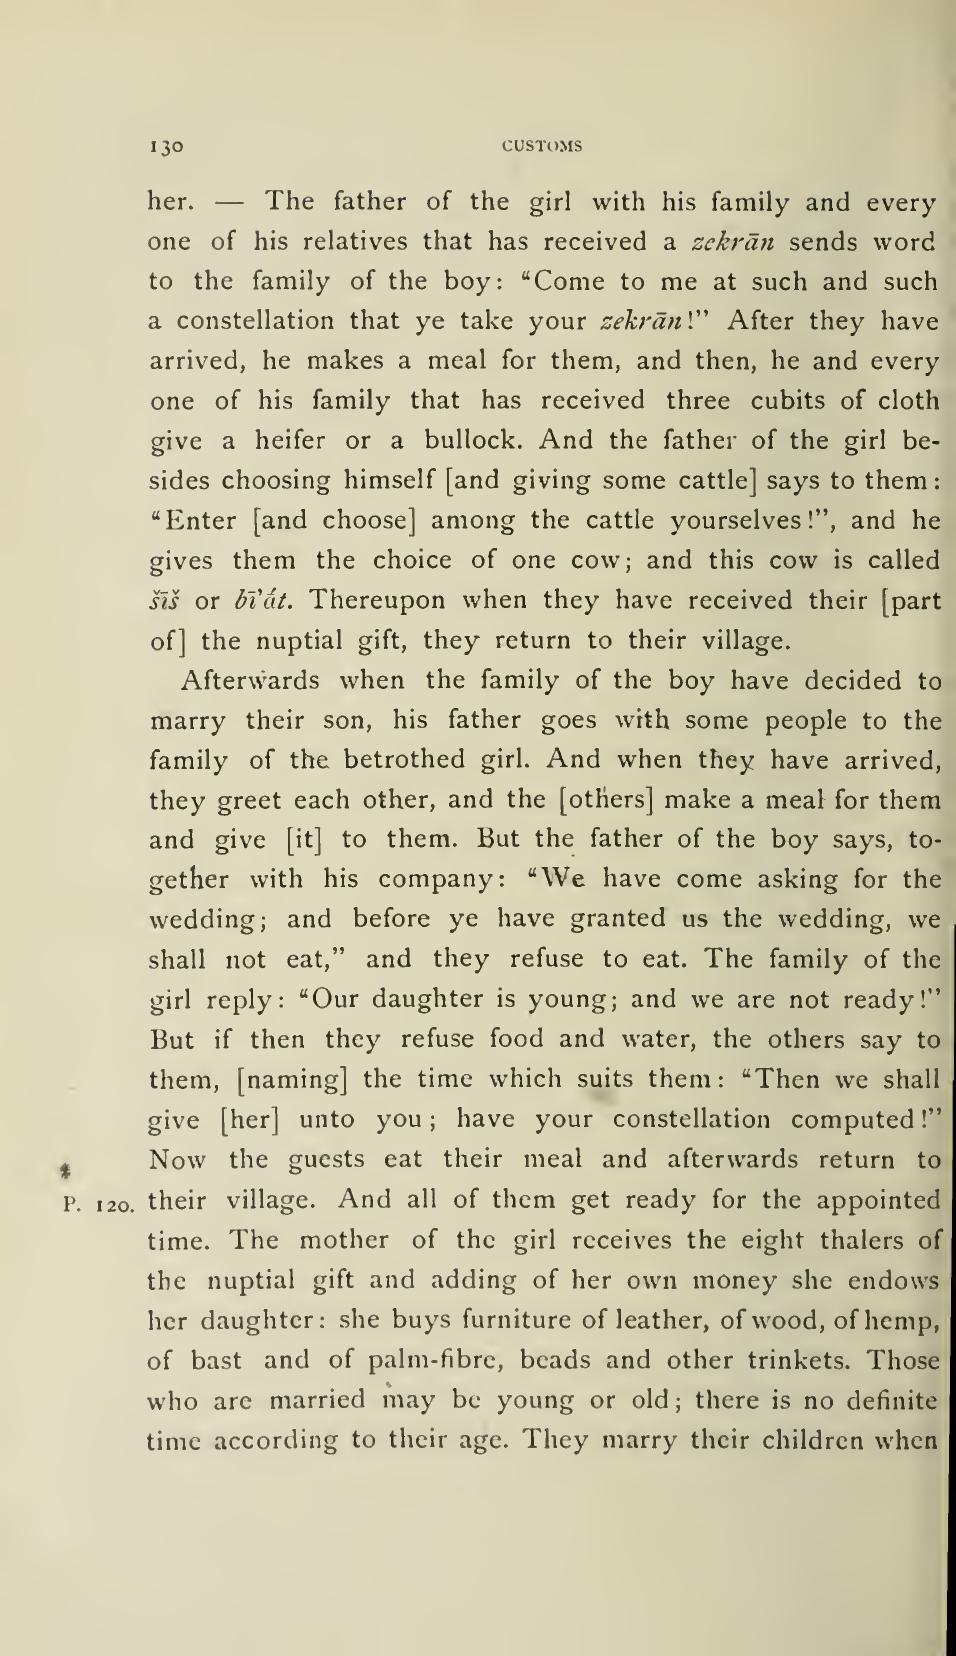 130 CUSTOMS
her. — The father of the girl with his family and every
one of his relatives that has received a zekrān sends word
to the family of the boy: “Come to me at such and such
a constellation that ye take your zekrān!” After they have
arrived, he makes a meal for them, and then, he and every
one of his family that has received three cubits of cloth
give a heifer or a bullock. And the father of the girl be-
sides choosing himself [and giving some cattle] says to them:
“Enter [and choose] among the cattle yourselves!”, and he
gives them the choice of one cow; and this cow is called
šīš or bī’át. Thereupon when they have received their [part
of] the nuptial gift, they return to their village.
Afterwards when the family of the boy have decided to
marry their son, his father goes with some people to the
family of the betrothed girl. And when they have arrived,
they greet each other, and the [others] make a meal for them
and give [it] to them. But the father of the boy says, to-
gether with his company: “We have come asking for the
wedding; and before ye have granted us the wedding, we
shall not eat,” and they refuse to eat. The family of the
girl reply: “Our daughter is young; and we are not ready!”
But if then they refuse food and water, the others say to
them, [naming] the time which suits them: “Then we shall
give [her] unto you; have your constellation computed!”
Now the guests eat their meal and afterwards return to
P. 120. their village. And all of them get ready for the appointed
time. The mother of the girl receives the eight thalers of
the nuptial gift and adding of her own money she endows
her daughter: she buys furniture of leather, of wood, of hemp,
of bast and of palm-fibre, beads and other trinkets. Those
who are married may be young or old; there is no definite
time according to their age. They marry their children when